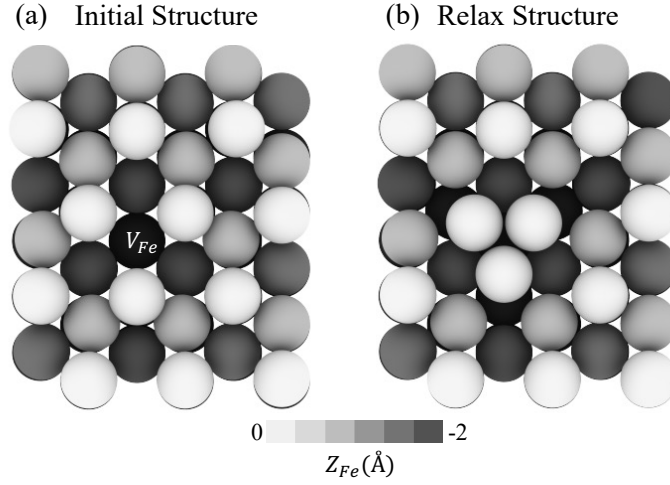 (a) Initial Structure
(b) Relax Structure
V_Fe
0 -2
Z_Fe(Å)